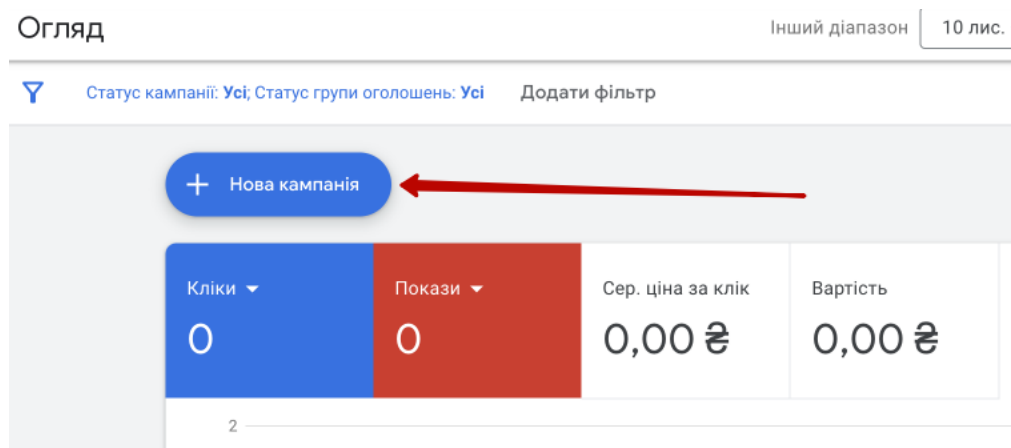 Огляд
Інший діапазон 10 лис.
Статус кампанії: Усі; Статус групи оголошень: Усі Додати фільтр
+ Нова кампанія
Кліки Покази Сер. ціна за клік Вартість
0 0 0,00 ₴ 0,00 ₴
2